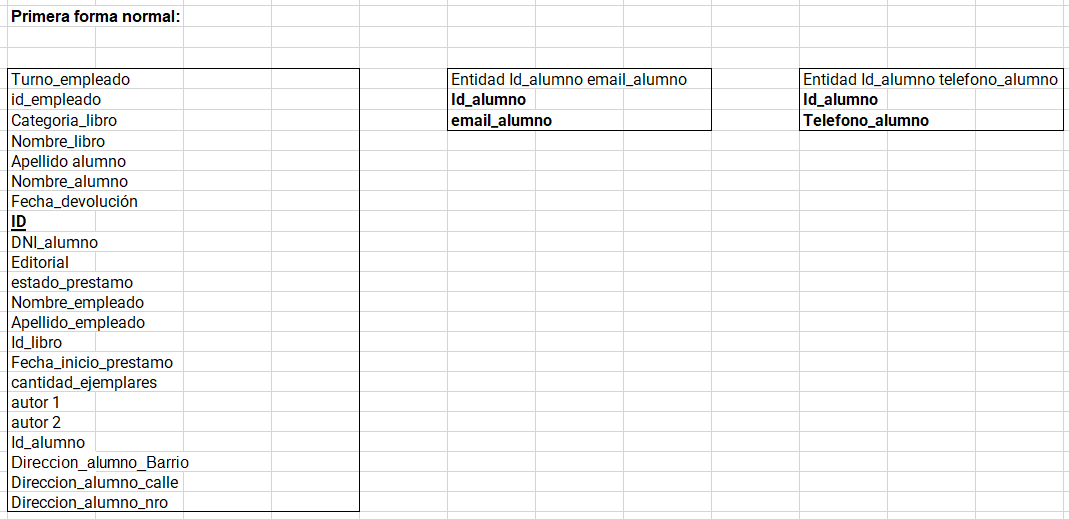 Primera forma normal:
Turno_empleado
id_empleado
Categoria_libro
Nombre_libro
Apellido alumno
Nombre_alumno
Fecha_devolución
ID
DNI_alumno
Editorial
estado_prestamo
Nombre_empleado
Apellido_empleado
Id_libro
Fecha_inicio_prestamo
cantidad_ejemplares
autor 1
autor 2
Id_alumno
Direccion_alumno_Barrio
Direccion_alumno_calle
Direccion_alumno_nro
Entidad Id_alumno email_alumno
Id_alumno
email_alumno
Entidad Id_alumno telefono_alumno
Id_alumno
Telefono_alumno